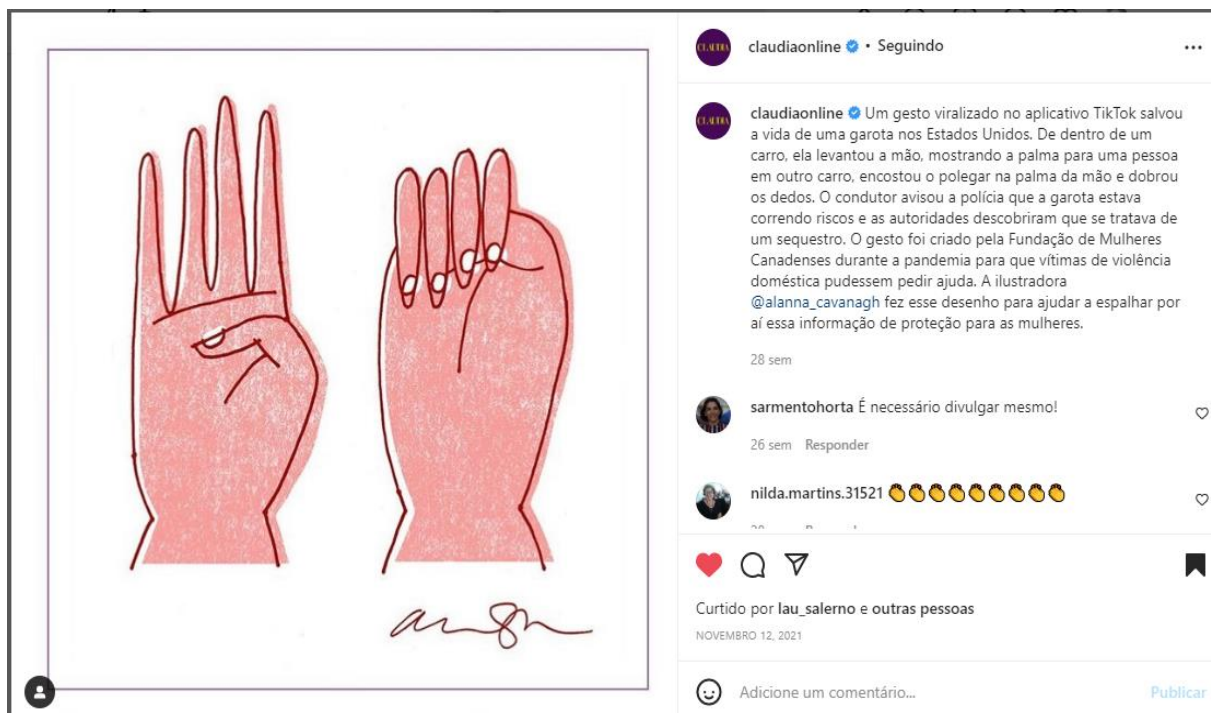 CLAUDIA
claudiaonline • Seguindo
CLAUDIA
claudiaonline Um gesto viralizado no aplicativo TikTok salvou
a vida de uma garota nos Estados Unidos. De dentro de um
carro, ela levantou a mão, mostrando a palma para uma pessoa
em outro carro, encostou o polegar na palma da mão e dobrou
os dedos. O condutor avisou a polícia que a garota estava
correndo riscos e as autoridades descobriram que se tratava de
um sequestro. O gesto foi criado pela Fundação de Mulheres
Canadenses durante a pandemia para que vítimas de violência
doméstica pudessem pedir ajuda. A ilustradora
@alanna_cavanagh fez esse desenho para ajudar a espalhar por
aí essa informação de proteção para as mulheres.
28 sem
sarmentohorta É necessário divulgar mesmo!
26 sem Responder
nilda.martins.31521 👏👏👏👏👏👏👏👏👏
Curtido por lau_salerno e outras pessoas
NOVEMBRO 12, 2021
Adicione um comentário... Publicar